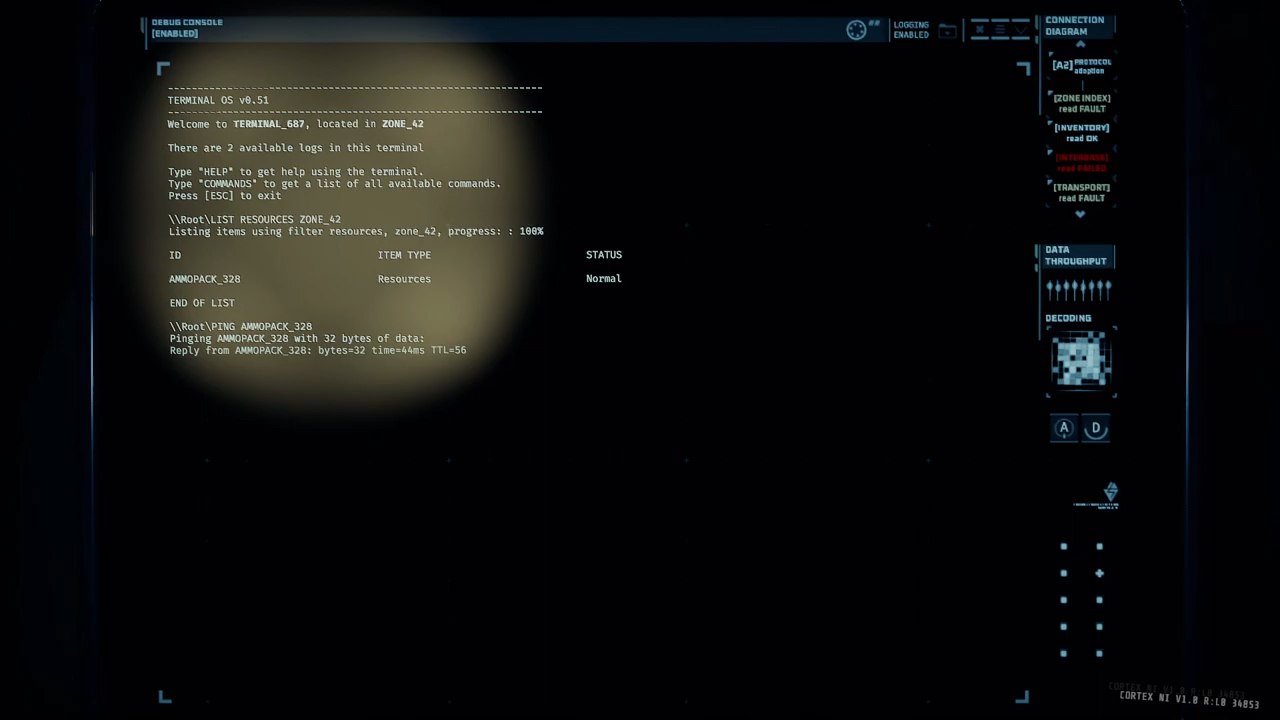 DEBUG CONSOLE
[ENABLED]
LOGGING
ENABLED
TERMINAL OS v0.51
Welcome to TERMINAL_687, located in ZONE_42
There are 2 available logs in this terminal
Type "HELP" to get help using the terminal.
Type "COMMANDS" to get a list of all available commands.
Press [ESC] to exit
\\Root\LIST RESOURCES ZONE_42
Listing items using filter resources, zone_42, progress: : 100%
ID ITEM TYPE STATUS
AMMOPACK_328 Resources Normal
END OF LIST
\\Root\PING AMMOPACK_328
Pinging AMMOPACK_328 with 32 bytes of data:
Reply from AMMOPACK_328: bytes=32 time=44ms TTL=56
CONNECTION
DIAGRAM
[A2] PROTOCOL
adoption
[ZONE INDEX]
read FAULT
[INVENTORY]
read OK
[INTERBASE]
read FAILED
[TRANSPORT]
read FAULT
DATA
THROUGHPUT
DECODING
A D
CORTEX NI V1.0 R:L0 34853